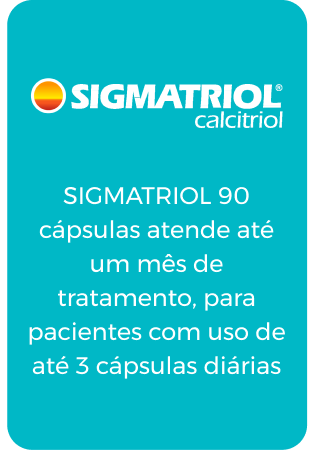 SIGMATRIOL®
calcitriol
SIGMATRIOL 90
cápsulas atende até
um mês de
tratamento, para
pacientes com uso de
até 3 cápsulas diárias